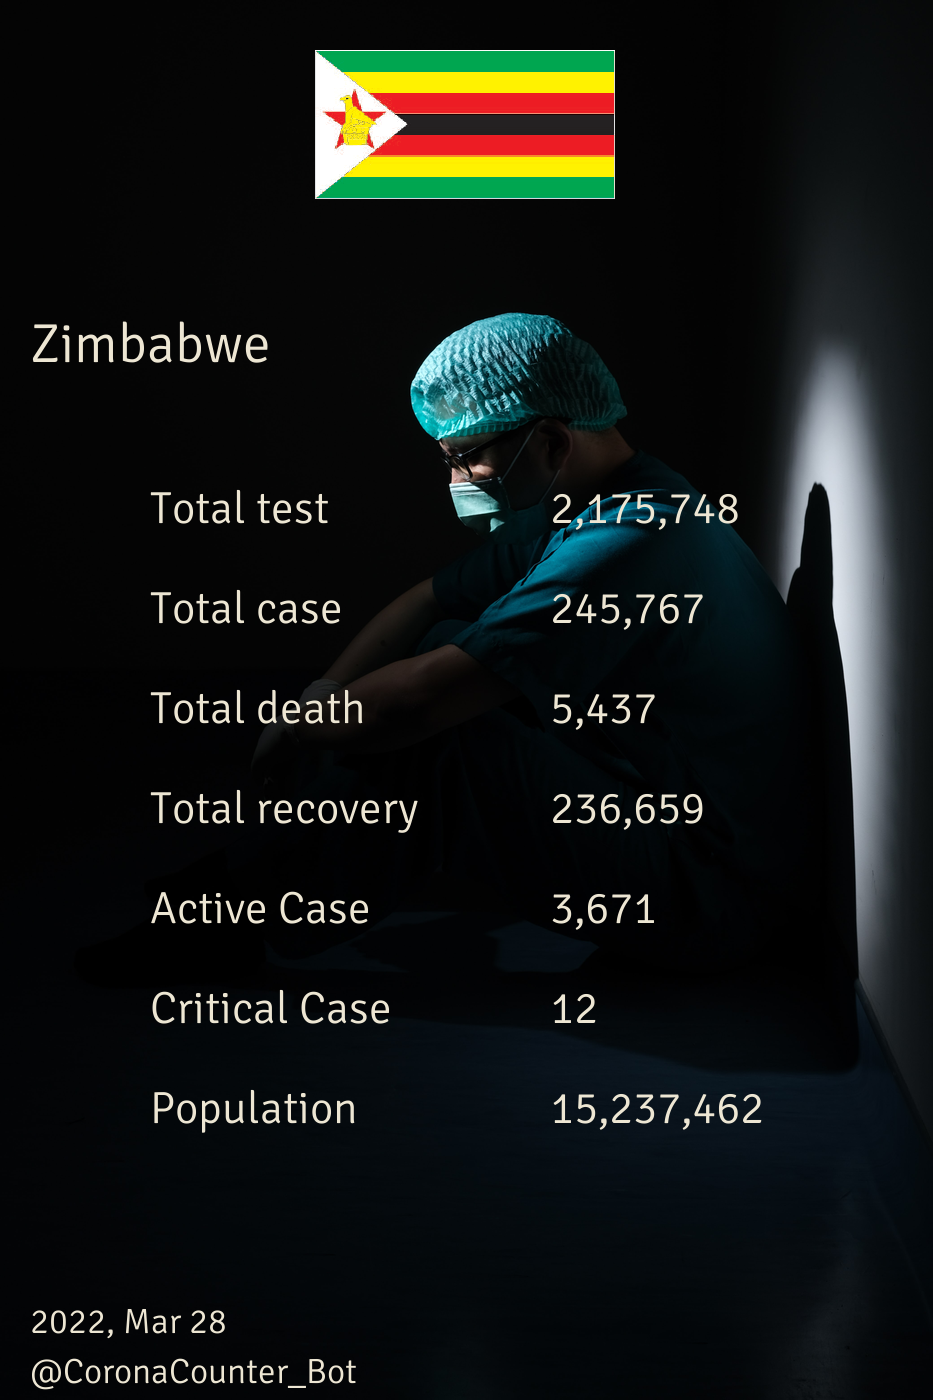 Zimbabwe
Total test 2,175,748
Total case 245,767
Total death 5,437
Total recovery 236,659
Active Case 3,671
Critical Case 12
Population 15,237,462
2022, Mar 28
@CoronaCounter_Bot